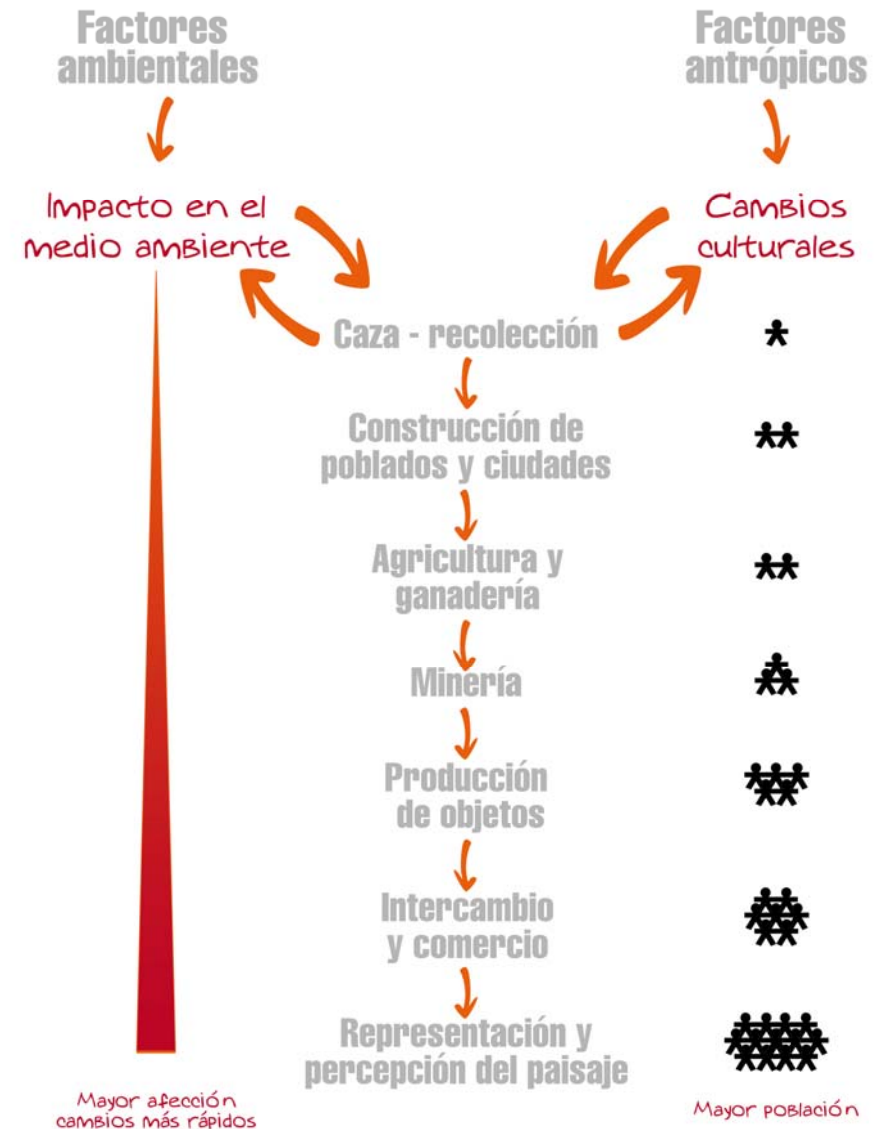 Factores
ambientales
Factores
antrópicos
Impacto en el
medio ambiente
Cambios
culturales
Caza - recolección
Construcción de
poblados y ciudades
Agricultura y
ganadería
Minería
Producción
de objetos
Intercambio
y comercio
Representación y
percepción del paisaje
Mayor afección
cambios más rápidos
Mayor población